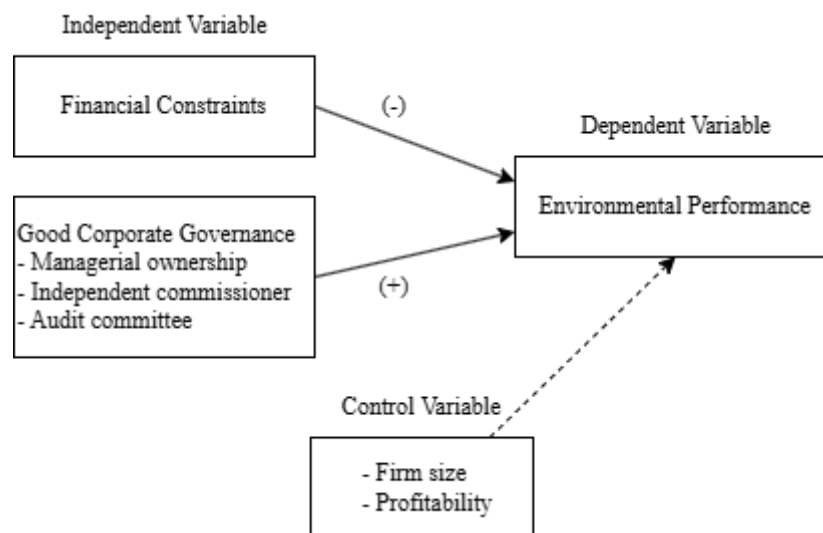 Independent Variable
Financial Constraints
(-)
Dependent Variable
Environmental Performance
Good Corporate Governance
- Managerial ownership
- Independent commissioner
- Audit committee
(+)
Control Variable
- Firm size
- Profitability